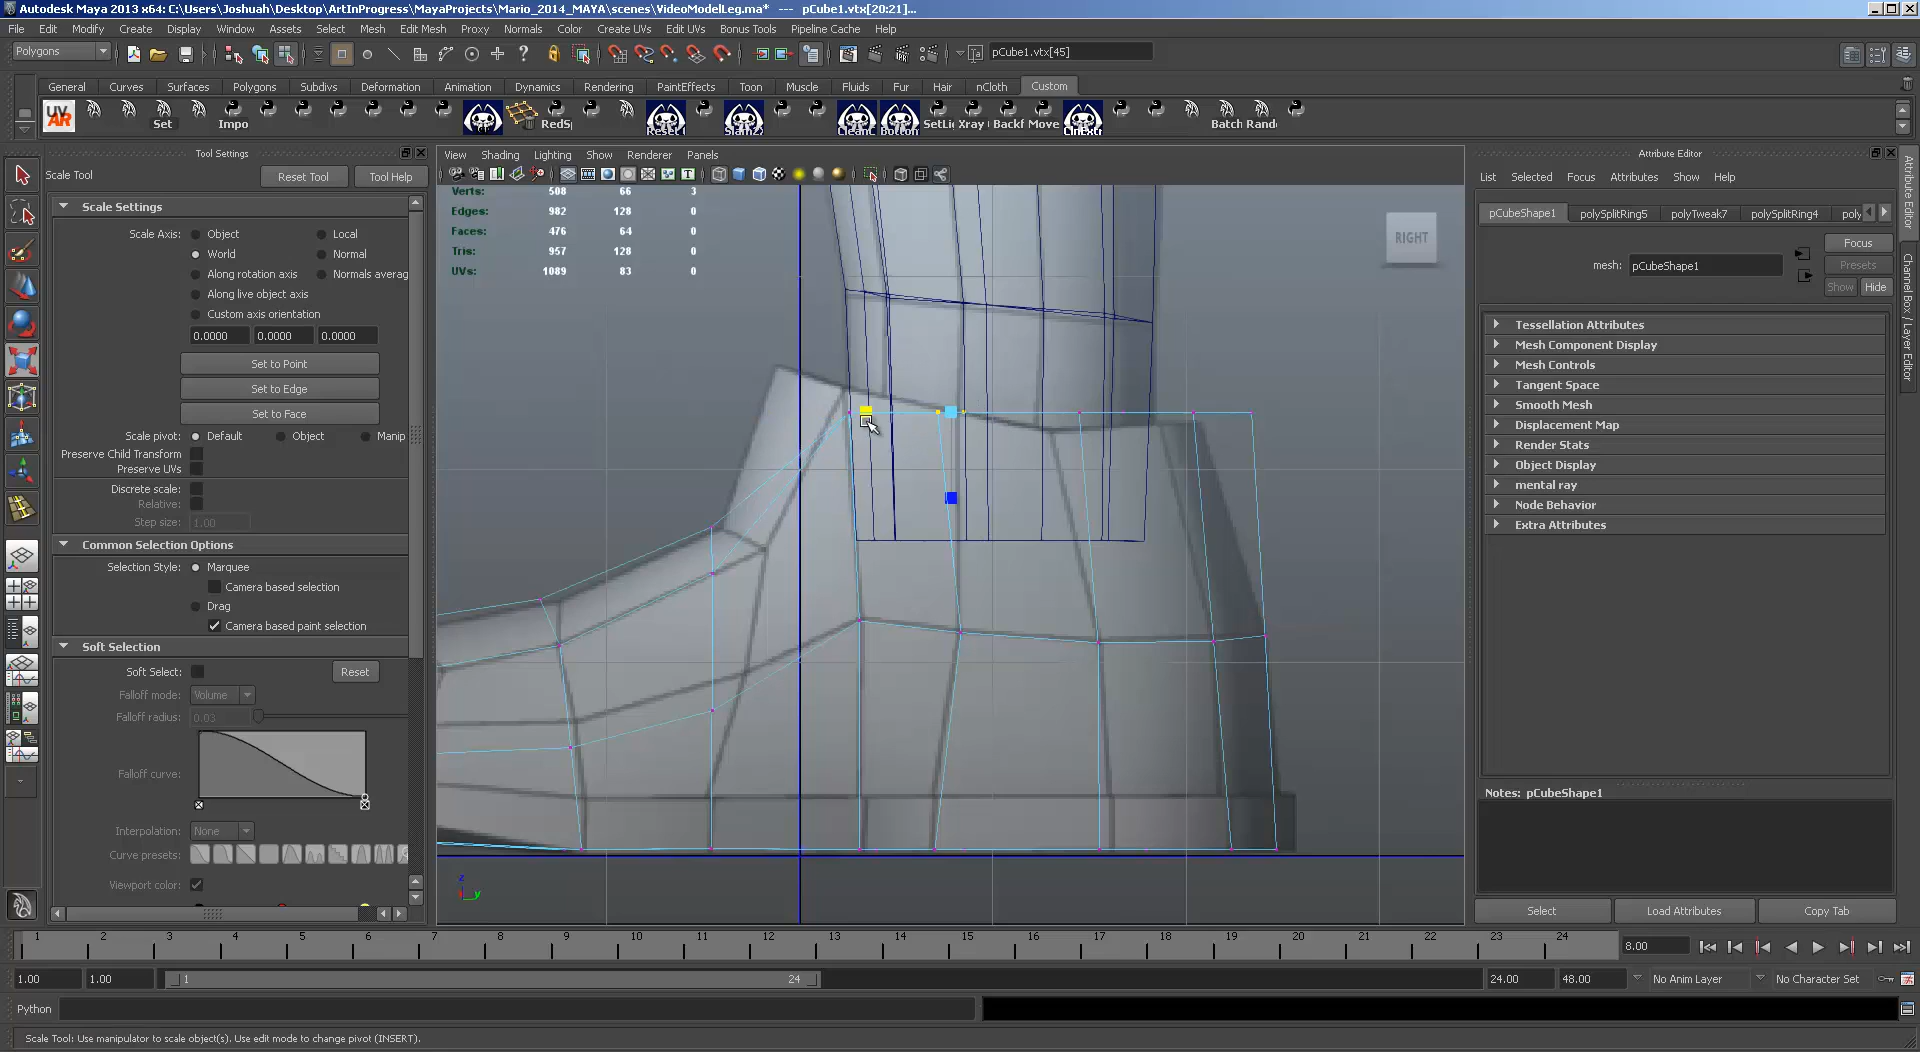 Autodesk Maya 2013 x64: C:\Users\Joshuah\Desktop\ArtInProgress\MayaProjects\Mario_2014_MAYA\scenes\VideoModelLeg.ma* --- pCube1.vtx[20:21]...
File Edit Modify Create Display Window Assets Select Mesh Edit Mesh Proxy Normals Color Create UVs Edit UVs Bonus Tools Pipeline Cache Help
Polygons
pCube1.vtx[45]
General Curves Surfaces Polygons Subdivs Deformation Animation Dynamics Rendering PaintEffects Toon Muscle Fluids Fur Hair nCloth Custom
UV
AR
Set Impo RedS Reset Batch Rand
SetLi Xray Backf Move
Tool Settings
Scale Tool Reset Tool Tool Help
Scale Settings
Scale Axis: Object Local
World Normal
Along rotation axis Normals averag
Along live object axis
Custom axis orientation
0.0000 0.0000 0.0000
Set to Point
Set to Edge
Set to Face
Scale pivot: Default Object Manip
Preserve Child Transform
Preserve UVs
Discrete scale:
Relative:
Step size: 1.00
Common Selection Options
Selection Style: Marquee
Camera based selection
Drag
Camera based paint selection
Soft Selection
Soft Select: Reset
Falloff mode: Volume
Falloff radius: 0.03
Falloff curve:
Interpolation: None
Curve presets:
Viewport color:
View Shading Lighting Show Renderer Panels
Verts: 508 66 3
Edges: 982 128 0
Faces: 476 64 0
Tris: 957 128 0
UVs: 1089 83 0
RIGHT
z
y
Attribute Editor
List Selected Focus Attributes Show Help
pCubeShape1 polySplitRing5 polyTweak7 polySplitRing4 poly
Focus
mesh: pCubeShape1 Presets
Show Hide
Tessellation Attributes
Mesh Component Display
Mesh Controls
Tangent Space
Smooth Mesh
Displacement Map
Render Stats
Object Display
mental ray
Node Behavior
Extra Attributes
Notes: pCubeShape1
Select Load Attributes Copy Tab
Attribute Editor
Channel Box / Layer Editor
1 2 3 4 5 6 7 8 9 10 11 12 13 14 15 16 17 18 19 20 21 22 23 24 8.00
1.00 1.00 1 24 24.00 48.00 No Anim Layer No Character Set
Python
Scale Tool: Use manipulator to scale object(s). Use edit mode to change pivot (INSERT).